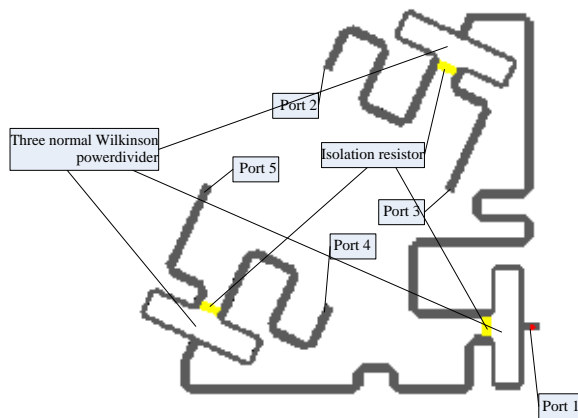 Port 2
Three normal Wilkinson
powerdivider
Isolation resistor
Port 5
Port 3
Port 4
Port 1